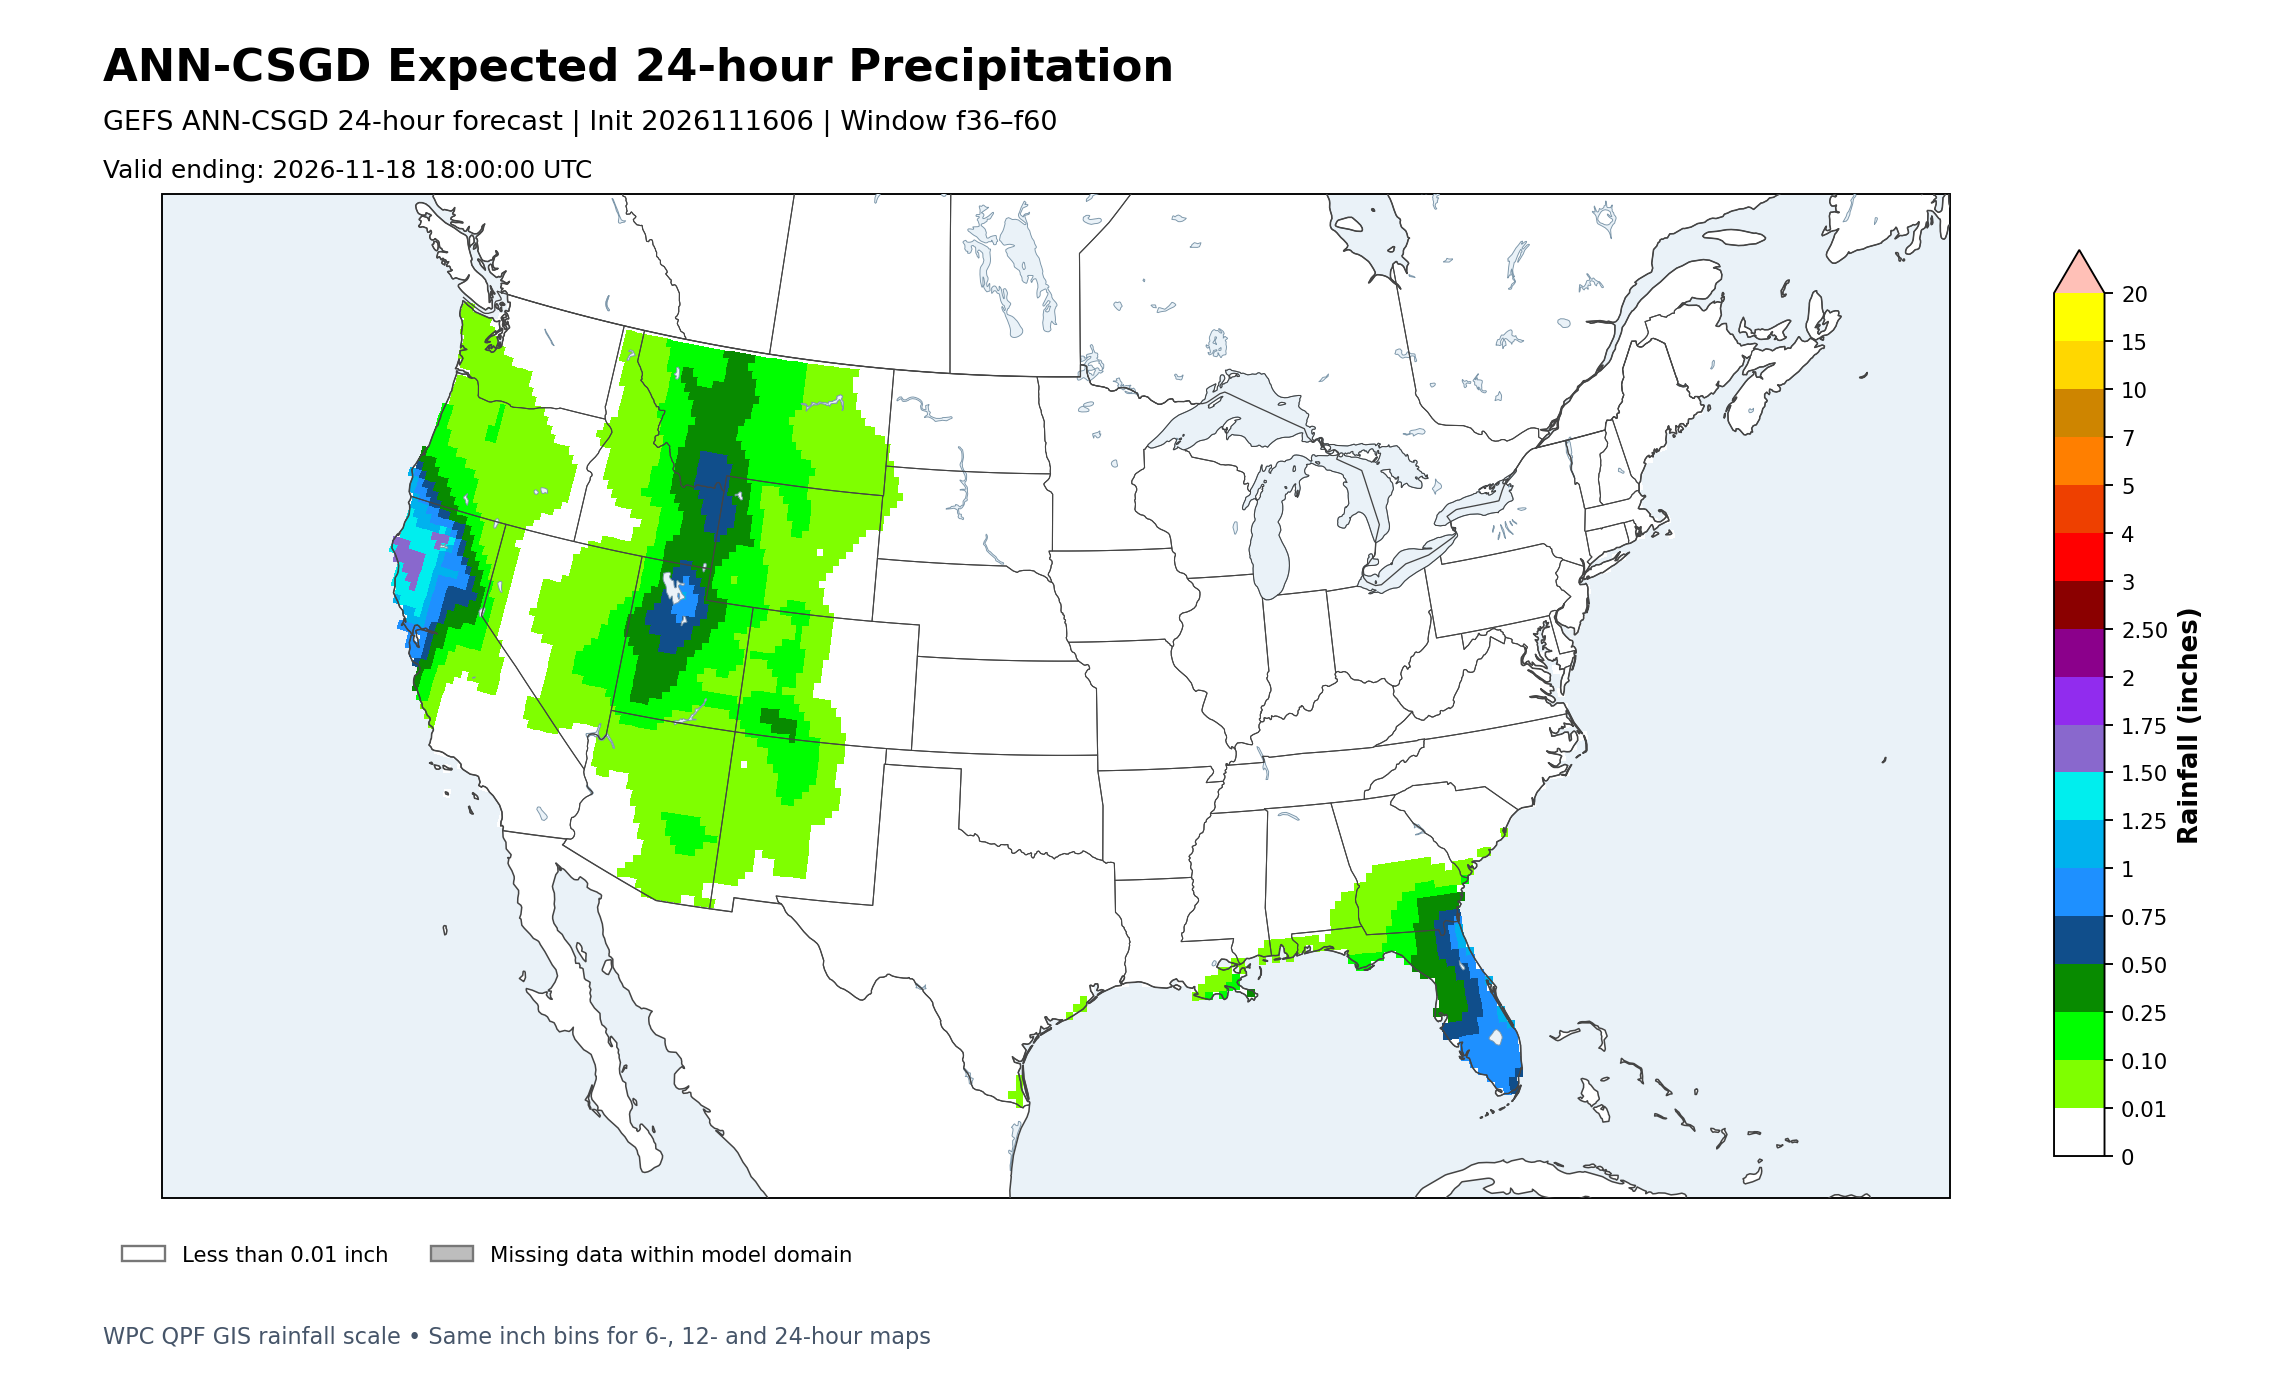 ANN-CSGD Expected 24-hour Precipitation
GEFS ANN-CSGD 24-hour forecast | Init 2026111606 | Window f36–f60
Valid ending: 2026-11-18 18:00:00 UTC
20
15
10
7
5
4
3
2.50
2
1.75
1.50
1.25
1
0.75
0.50
0.25
0.10
0.01
0
Rainfall (inches)
Less than 0.01 inch
Missing data within model domain
WPC QPF GIS rainfall scale • Same inch bins for 6-, 12- and 24-hour maps